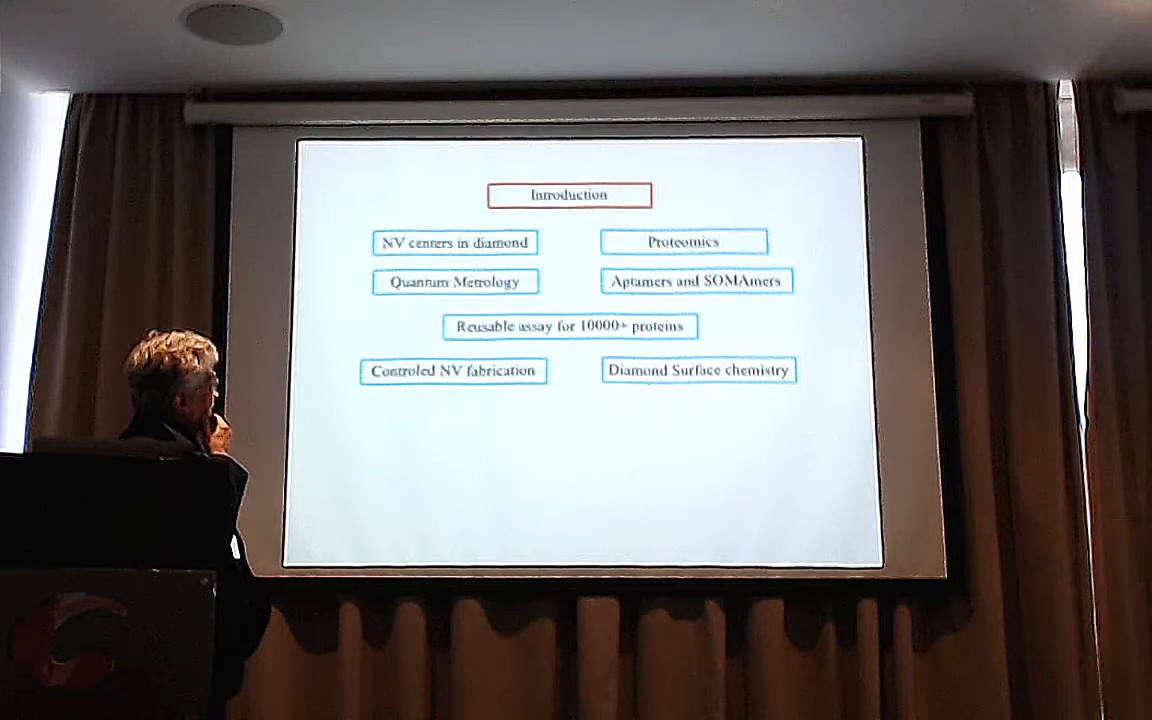 Introduction
NV centers in diamond
Proteomics
Quantum Metrology
Aptamers and SOMAmers
Reusable assay for 10000+ proteins
Controled NV fabrication
Diamond Surface chemistry